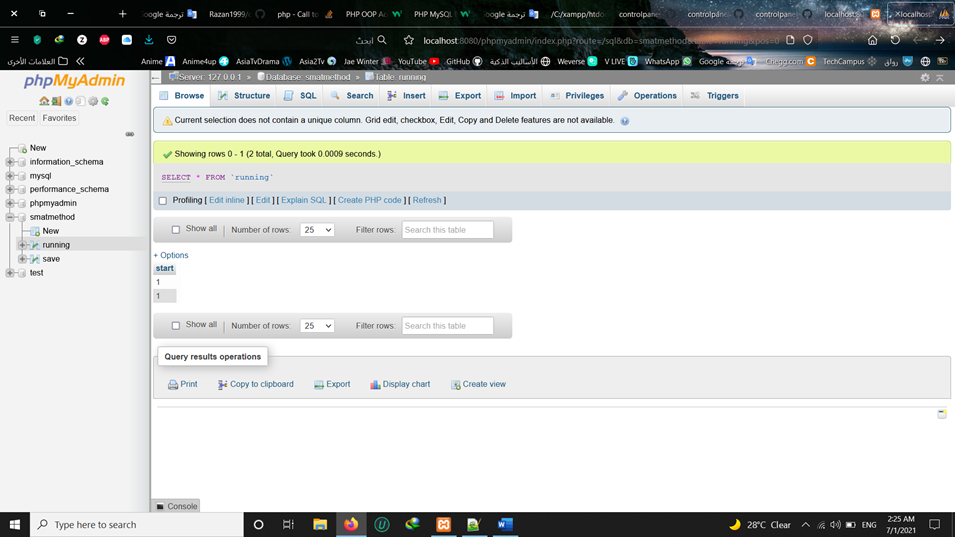 ترجمة Google
Razan1999/c
php - Call to
PHP OOP Ac
PHP MySQL
ترجمة Google
/C:/xampp/htdo
controlpane
controlpane
controlpane
localhost:8
localhost
ابحث
localhost:8080/phpmyadmin/index.php?route=/sql&db=smatmethod&table=running&pos=0
العلامات الأخرى
Anime
Anime4up
AsiaTvDrama
Asia2Tv
Jae Winter
YouTube
GitHub
الأساليب الذكية
Weverse
V LIVE
WhatsApp
ترجمة Google
Chegg.com
TechCampus
رواق
phpMyAdmin
Recent
Favorites
New
information_schema
mysql
performance_schema
phpmyadmin
smatmethod
New
running
save
test
Server: 127.0.0.1 » Database: smatmethod » Table: running
Browse
Structure
SQL
Search
Insert
Export
Import
Privileges
Operations
Triggers
Current selection does not contain a unique column. Grid edit, checkbox, Edit, Copy and Delete features are not available.
Showing rows 0 - 1 (2 total, Query took 0.0009 seconds.)
SELECT * FROM `running`
Profiling [ Edit inline ] [ Edit ] [ Explain SQL ] [ Create PHP code ] [ Refresh ]
Show all | Number of rows: 25 Filter rows: Search this table
+ Options
start
1
1
Show all | Number of rows: 25 Filter rows: Search this table
Query results operations
Print
Copy to clipboard
Export
Display chart
Create view
Console
Type here to search
28°C Clear
ENG
2:25 AM
7/1/2021